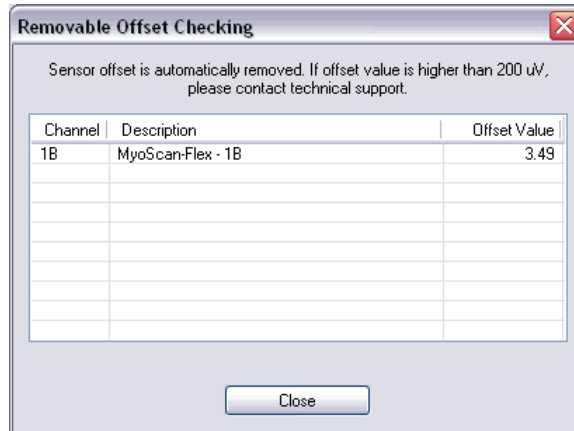 Removable Offset Checking
Sensor offset is automatically removed. If offset value is higher than 200 uV,
please contact technical support.
Channel Description Offset Value
1B MyoScan-Flex - 1B 3.49
Close